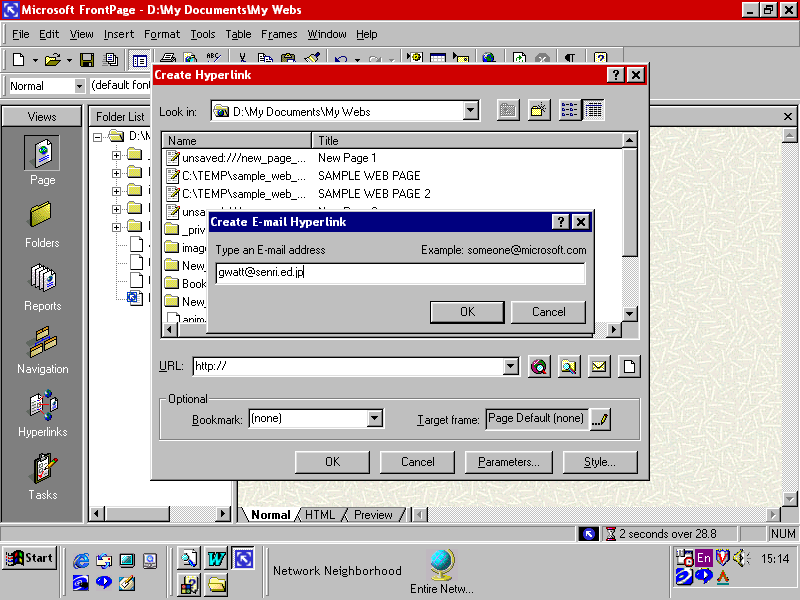 Microsoft FrontPage - D:\My Documents\My Webs
File Edit View Insert Format Tools Table Frames Window Help
Normal (default font
Views
Folder List
Page
Folders
Reports
Navigation
Hyperlinks
Tasks
D:\M
Create Hyperlink
Look in: D:\My Documents\My Webs
Name Title
unsaved:///new_page_... New Page 1
C:\TEMP\sample_web_... SAMPLE WEB PAGE
C:\TEMP\sample_web_... SAMPLE WEB PAGE 2
unsa
_priv
image
New_
Book
New_
anima
Create E-mail Hyperlink
Type an E-mail address Example: someone@microsoft.com
gwatt@senri.ed.jp
OK Cancel
URL: http://
Optional
Bookmark: (none) Target frame: Page Default (none)
OK Cancel Parameters... Style...
Normal HTML Preview
2 seconds over 28.8 NUM
Start
Network Neighborhood
Entire Netw...
En
15:14